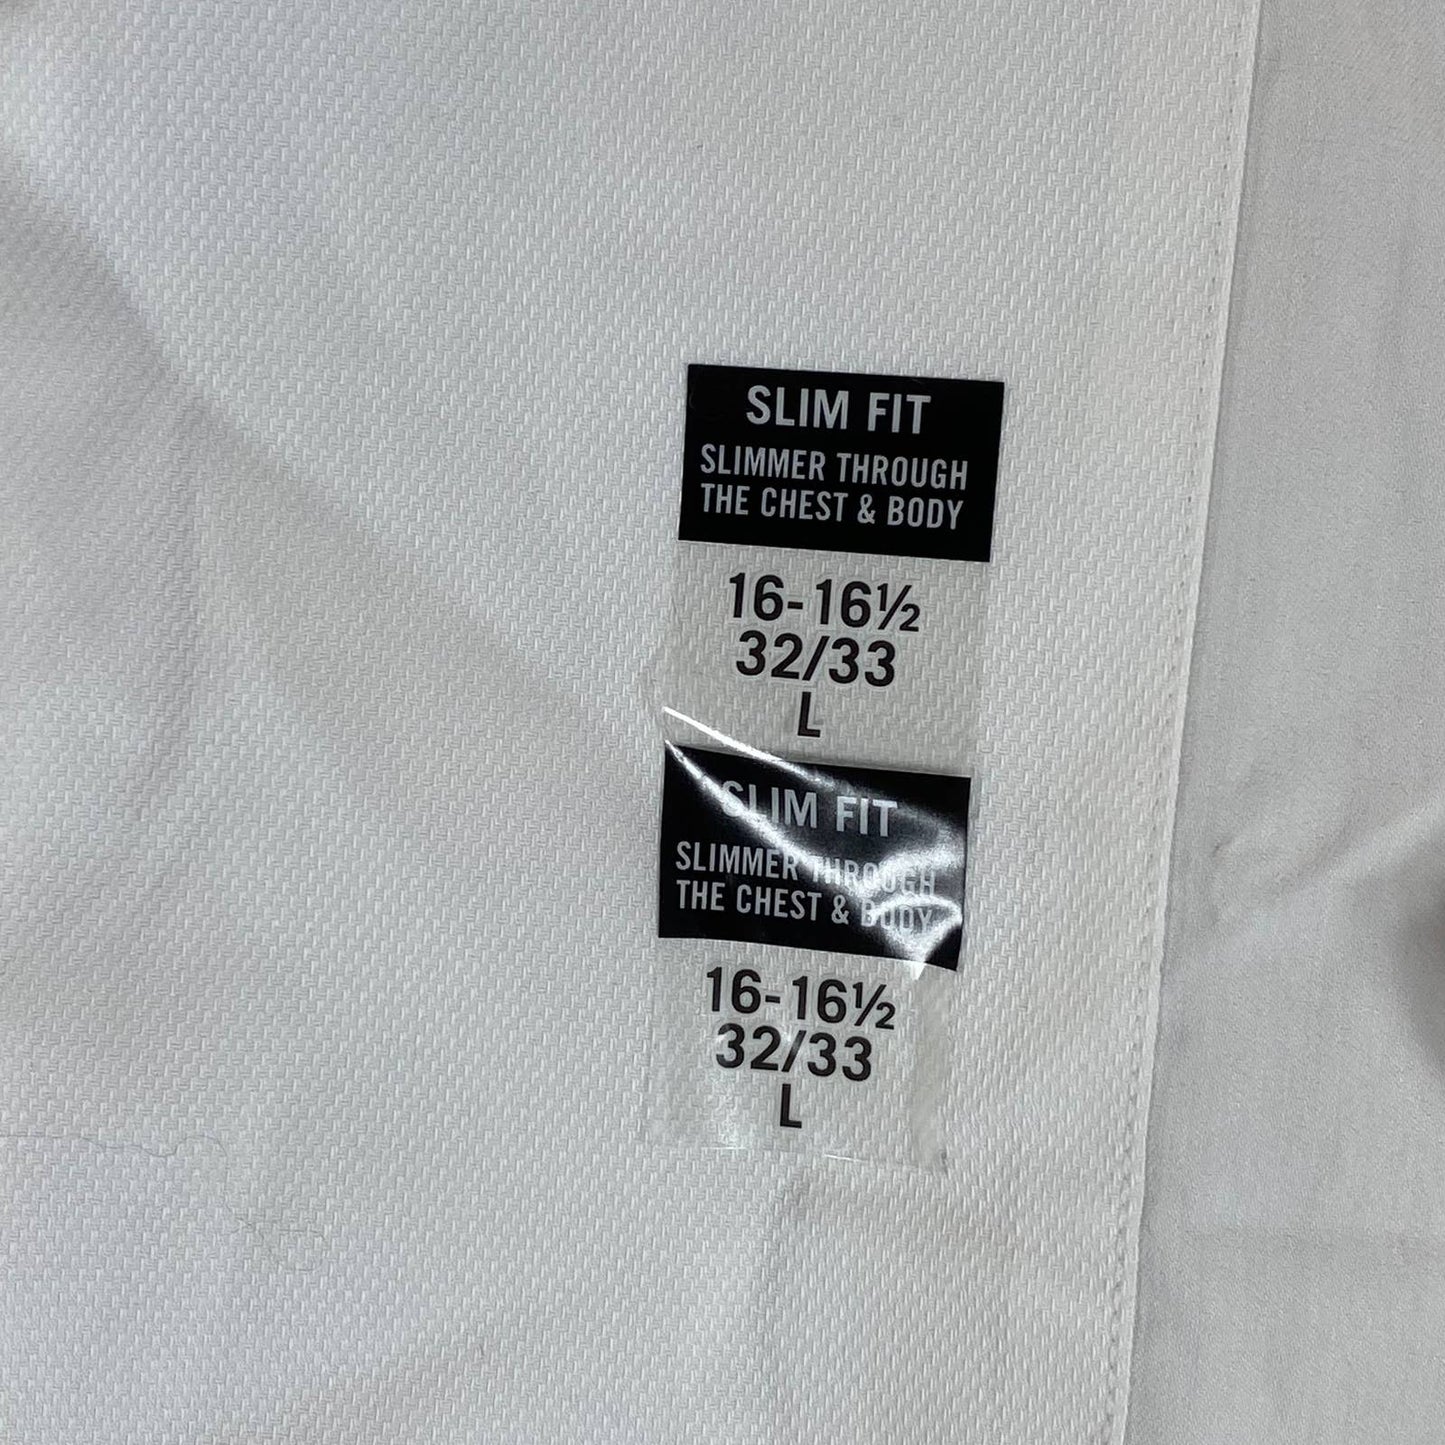 SLIM FIT
SLIMMER THROUGH
THE CHEST & BODY
16-16½
32/33
L
SLIM FIT
SLIMMER THROUGH
THE CHEST & BODY
16-16½
32/33
L